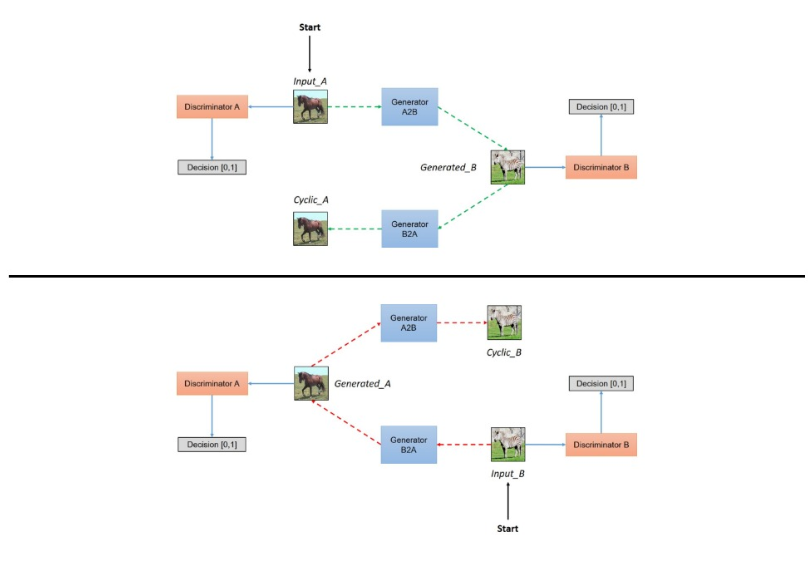 Start
Input_A
Discriminator A
Generator
A2B
Decision [0,1]
Decision [0,1]
Generated_B
Discriminator B
Cyclic_A
Generator
B2A
Generator
A2B
Cyclic_B
Discriminator A
Generated_A
Decision [0,1]
Decision [0,1]
Generator
B2A
Discriminator B
Input_B
Start